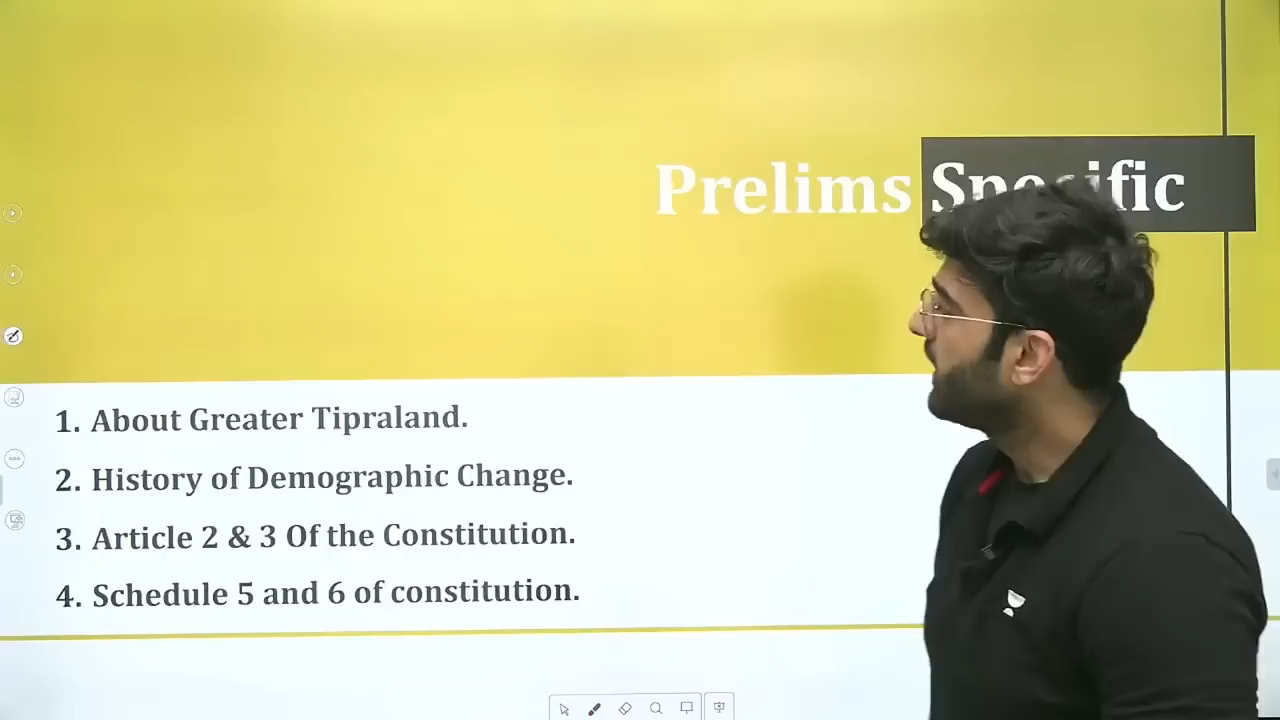 Prelims Specific
1. About Greater Tipraland.
2. History of Demographic Change.
3. Article 2 & 3 Of the Constitution.
4. Schedule 5 and 6 of constitution.